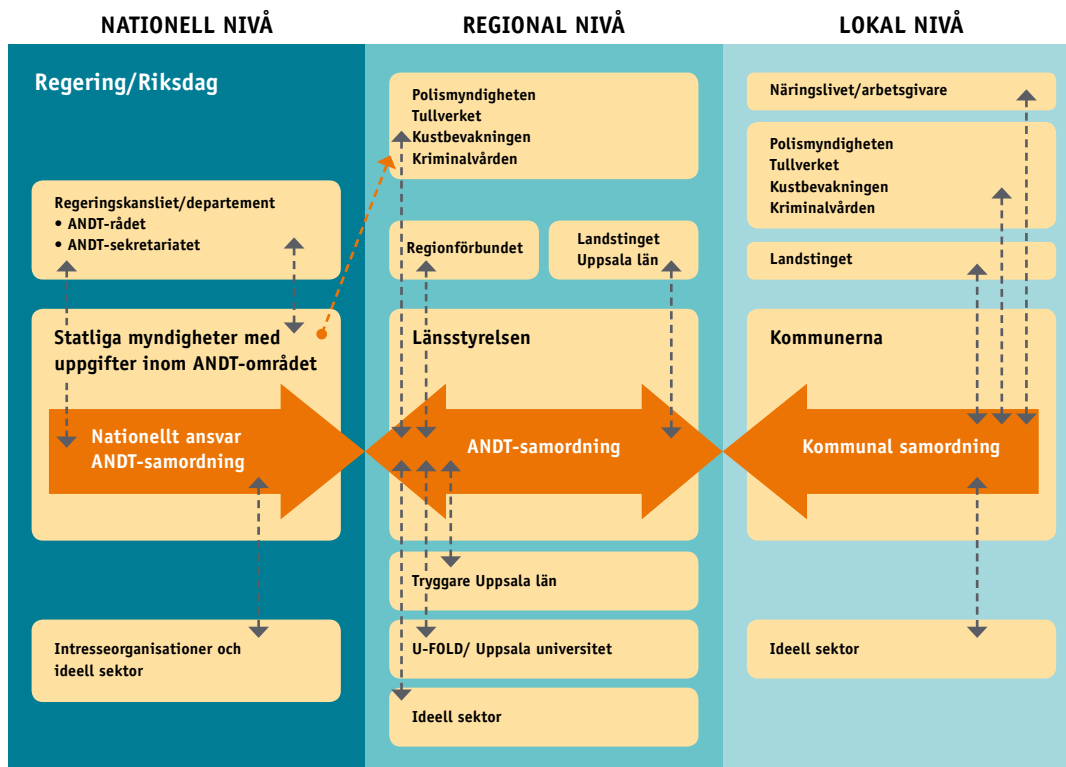 NATIONELL NIVÅ
Regering/Riksdag
Regeringskansliet/departement
• ANDT-rådet
• ANDT-sekretariatet
Statliga myndigheter med
uppgifter inom ANDT-området
Nationellt ansvar
ANDT-samordning
Intresseorganisationer och
ideell sektor
REGIONAL NIVÅ
Polismyndigheten
Tullverket
Kustbevakningen
Kriminalvården
Regionförbundet
Landstinget
Uppsala län
Länsstyrelsen
ANDT-samordning
Tryggare Uppsala län
U-FOLD/ Uppsala universitet
Ideell sektor
LOKAL NIVÅ
Näringslivet/arbetsgivare
Polismyndigheten
Tullverket
Kustbevakningen
Kriminalvården
Landstinget
Kommunerna
Kommunal samordning
Ideell sektor